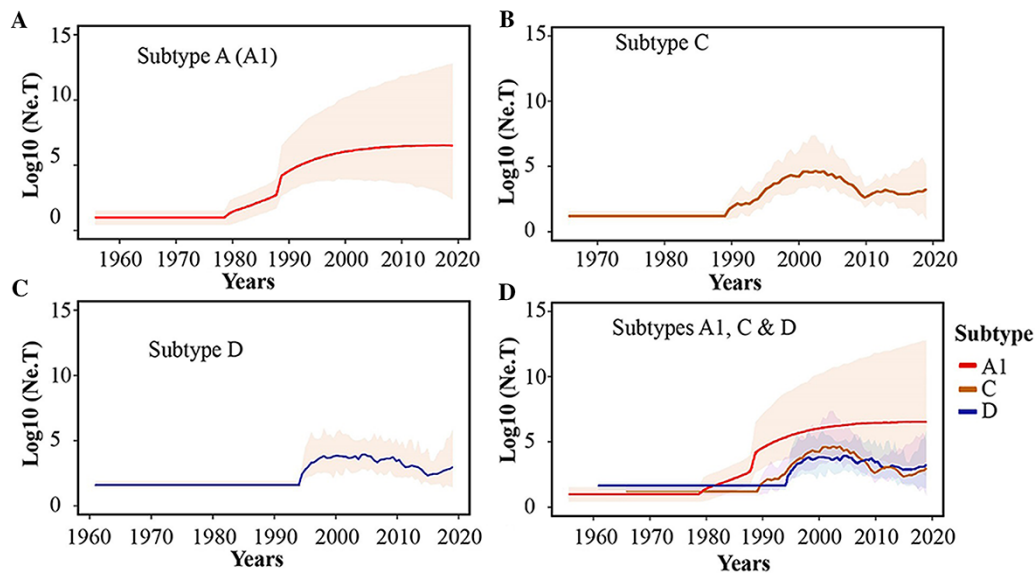 A
Subtype A (A1)
Log10 (Ne.T)
15
10
5
0
1960 1970 1980 1990 2000 2010 2020
Years
B
Subtype C
Log10 (Ne.T)
15
10
5
0
1970 1980 1990 2000 2010 2020
Years
C
Subtype D
Log10 (Ne.T)
15
10
5
0
1960 1970 1980 1990 2000 2010 2020
Years
D
Subtypes A1, C & D
Log10 (Ne.T)
15
10
5
0
1960 1970 1980 1990 2000 2010 2020
Years
Subtype
A1
C
D